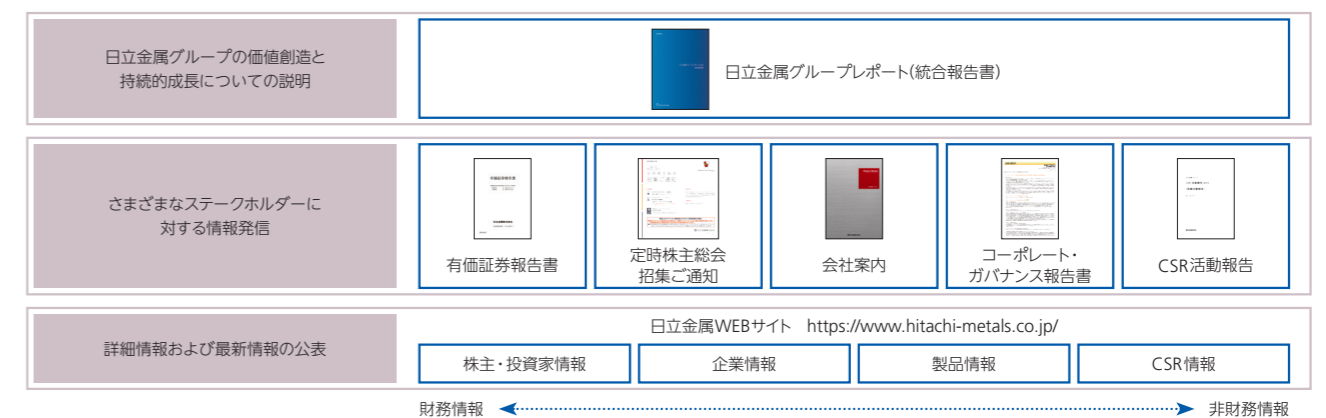 日立金属グループの価値創造と
持続的成長についての説明
日立金属グループレポート(統合報告書)
さまざまなステークホルダーに
対する情報発信
有価証券報告書
有価証券報告書
定時株主総会
招集ご通知
会社案内
コーポレート・
ガバナンス報告書
CSR活動報告
詳細情報および最新情報の公表
日立金属WEBサイト https://www.hitachi-metals.co.jp/
株主・投資家情報
企業情報
製品情報
CSR情報
財務情報
非財務情報